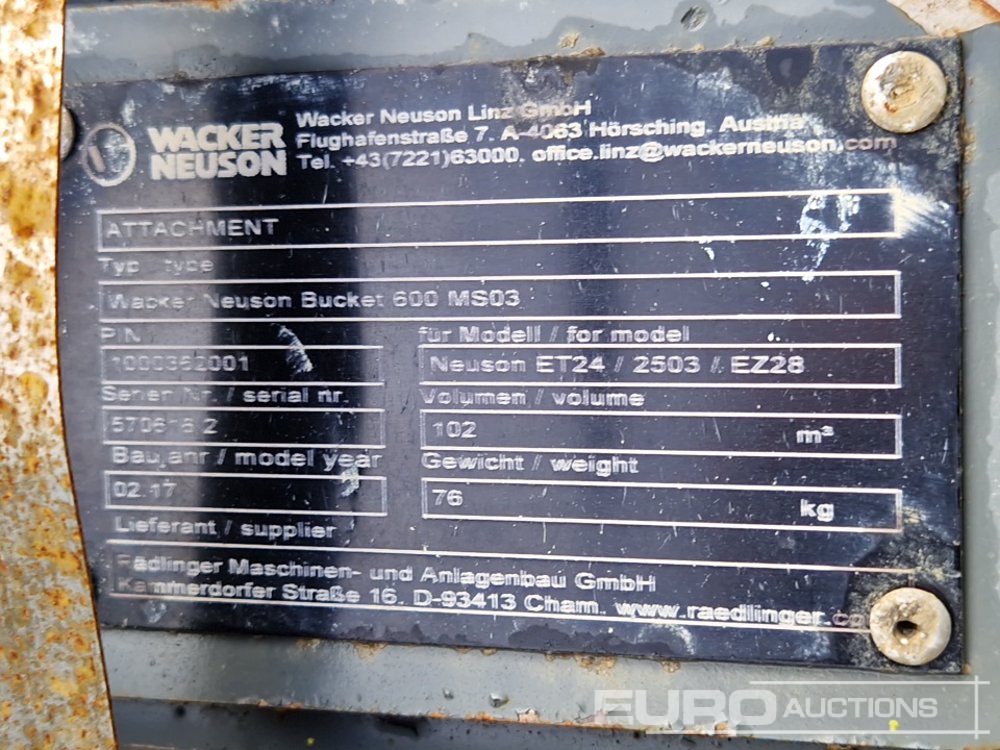 WACKER NEUSON
Wacker Neuson Linz GmbH
Flughafenstraße 7. A-4063 Hörsching. Austria
Tel. +43(7221)63000. office.linz@wackerneuson.com
ATTACHMENT
Typ / type
Wacker Neuson Bucket 600 MS03
PIN für Modell / for model
1000362001 Neuson ET24 / 2503 / EZ28
Serien Nr. / serial nr. Volumen / volume
102 m³
Baujahr / model year Gewicht / weight
02.17 76 kg
Lieferant / supplier
Rädlinger Maschinen- und Anlagenbau GmbH
Kammerdorfer Straße 16. D-93413 Cham.
EURO AUCTIONS